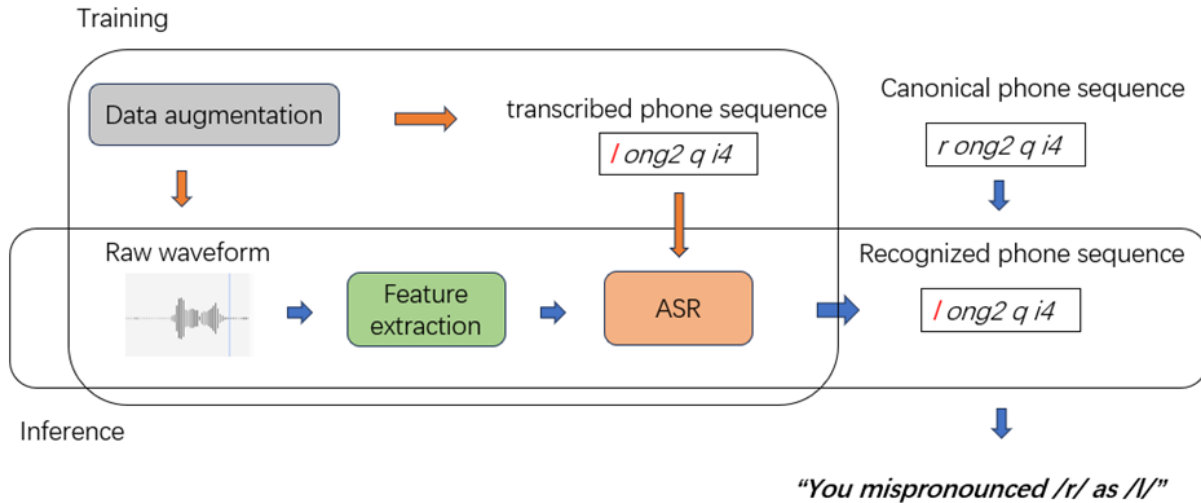 Training
Data augmentation
transcribed phone sequence
l ong2 q i4
Canonical phone sequence
r ong2 q i4
Raw waveform
Feature
extraction
ASR
Recognized phone sequence
l ong2 q i4
Inference
“You mispronounced /r/ as /l/”